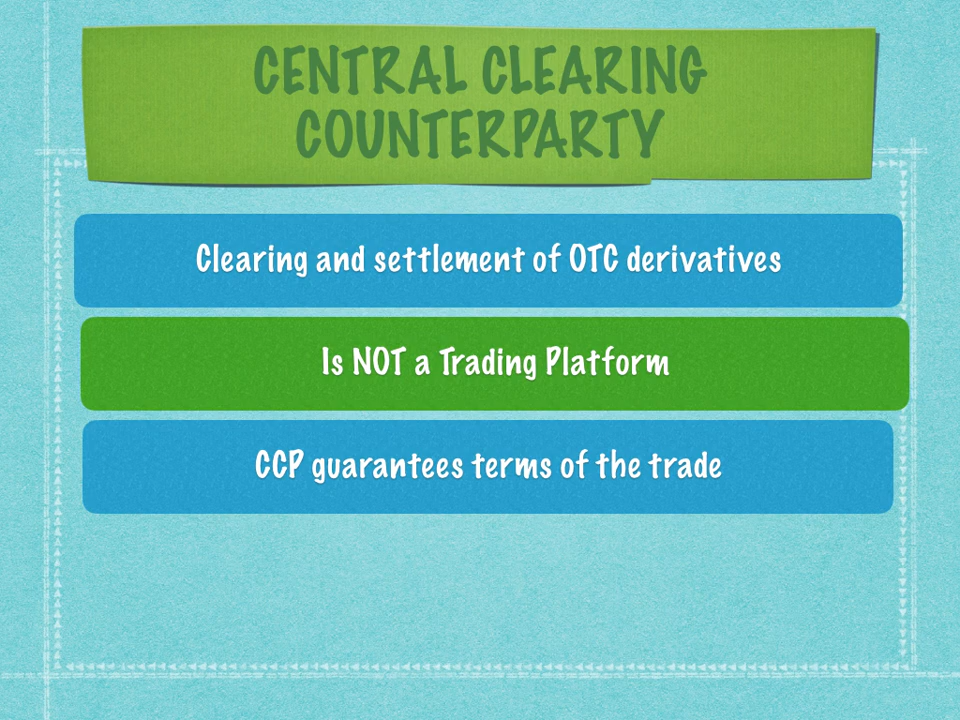 CENTRAL CLEARING
COUNTERPARTY
Clearing and settlement of OTC derivatives
Is NOT a Trading Platform
CCP guarantees terms of the trade